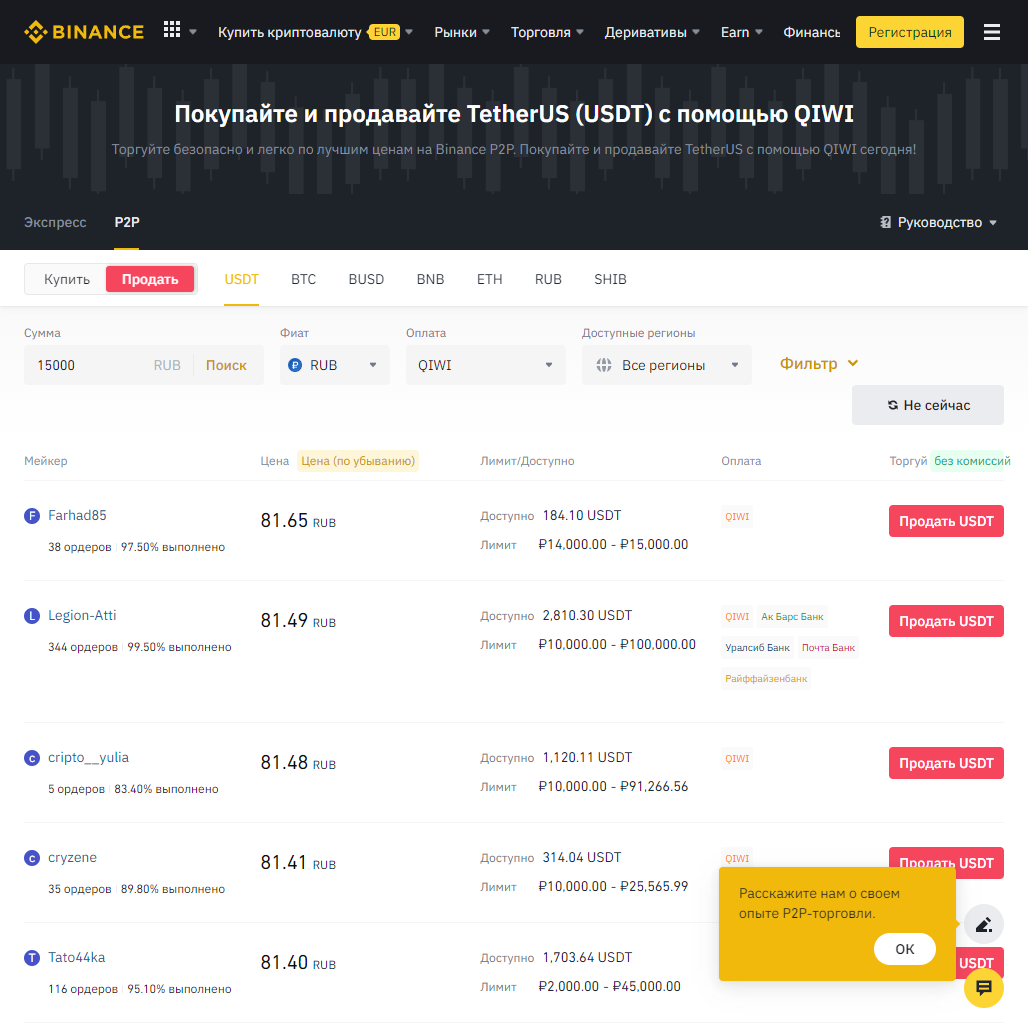 BINANCE Купить криптовалюту EUR Рынки Торговля Деривативы Earn Финансы Регистрация
Покупайте и продавайте TetherUS (USDT) с помощью QIWI
Торгуйте безопасно и легко по лучшим ценам на Binance P2P. Покупайте и продавайте TetherUS с помощью QIWI сегодня!
Экспресс P2P Руководство
Купить Продать USDT BTC BUSD BNB ETH RUB SHIB
Сумма Фиат Оплата Доступные регионы
15000 RUB Поиск ₽ RUB QIWI Все регионы Фильтр
Не сейчас
Мейкер Цена Цена (по убыванию) Лимит/Доступно Оплата Торгуй без комиссий
F Farhad85 81.65 RUB Доступно 184.10 USDT QIWI Продать USDT
38 ордеров 97.50% выполнено Лимит ₽14,000.00 - ₽15,000.00
L Legion-Atti 81.49 RUB Доступно 2,810.30 USDT QIWI Ак Барс Банк Продать USDT
344 ордеров 99.50% выполнено Лимит ₽10,000.00 - ₽100,000.00 Уралсиб Банк Почта Банк
Райффайзенбанк
c cripto__yulia 81.48 RUB Доступно 1,120.11 USDT QIWI Продать USDT
5 ордеров 83.40% выполнено Лимит ₽10,000.00 - ₽91,266.56
c cryzene 81.41 RUB Доступно 314.04 USDT QIWI Продать USDT
35 ордеров 89.80% выполнено Лимит ₽10,000.00 - ₽25,565.99
Расскажите нам о своем
опыте P2P-торговли.
OK
T Tato44ka 81.40 RUB Доступно 1,703.64 USDT USDT
116 ордеров 95.10% выполнено Лимит ₽2,000.00 - ₽45,000.00